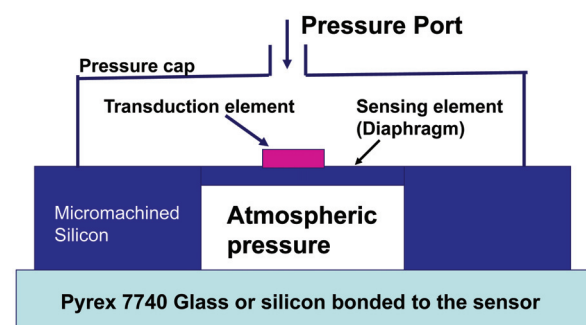 Pressure Port
Pressure cap
Transduction element
Sensing element
(Diaphragm)
Micromachined
Silicon
Atmospheric
pressure
Pyrex 7740 Glass or silicon bonded to the sensor